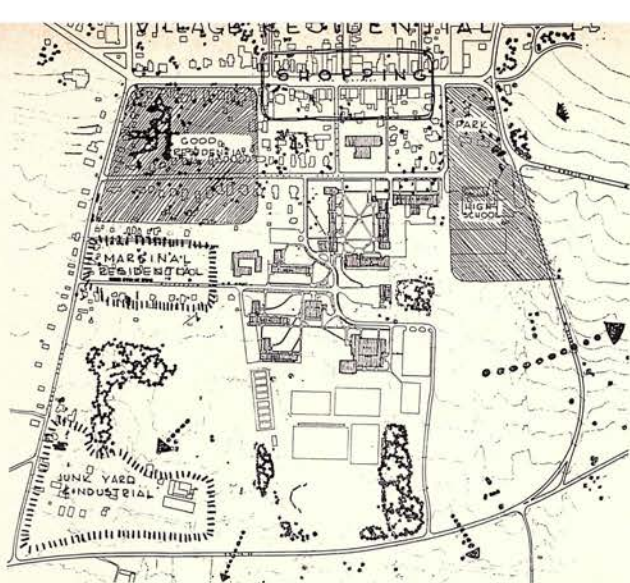 VILLAGE RESIDENTIAL
SHOPPING
GOOD
RESIDENTIAL
PARK
HIGH
SCHOOL
MARGINAL
RESIDENTIAL
JUNK YARD
& INDUSTRIAL